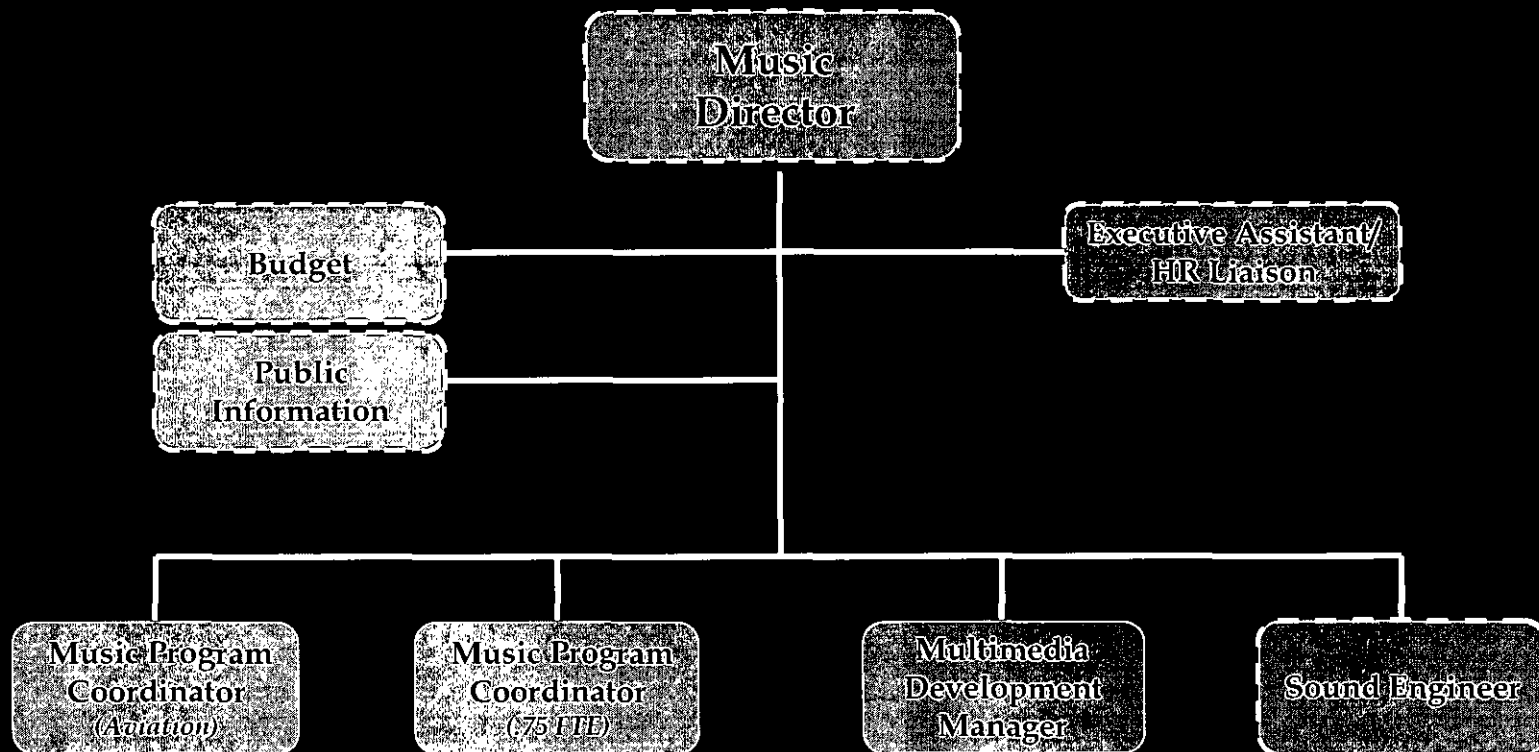 Music
Director
Budget
Executive Assistant/
HR Liaison
Public
Information
Music Program
Coordinator
(Aviation)
Music Program
Coordinator
(.75 FTE)
Multimedia
Development
Manager
Sound Engineer